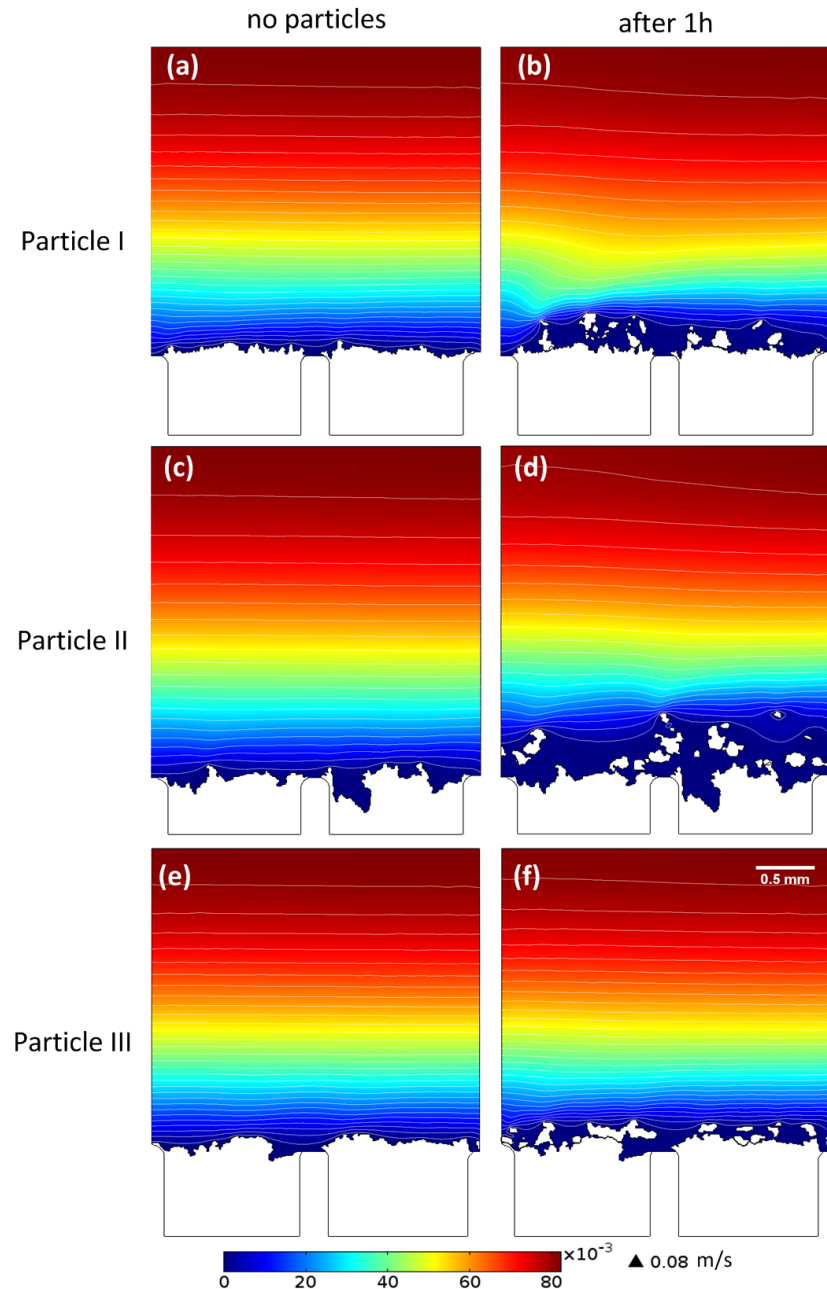 no particles
after 1h
(a)
(b)
Particle I
(c)
(d)
Particle II
(e)
(f)
0.5 mm
Particle III
×10⁻³
▲ 0.08 m/s
0 20 40 60 80